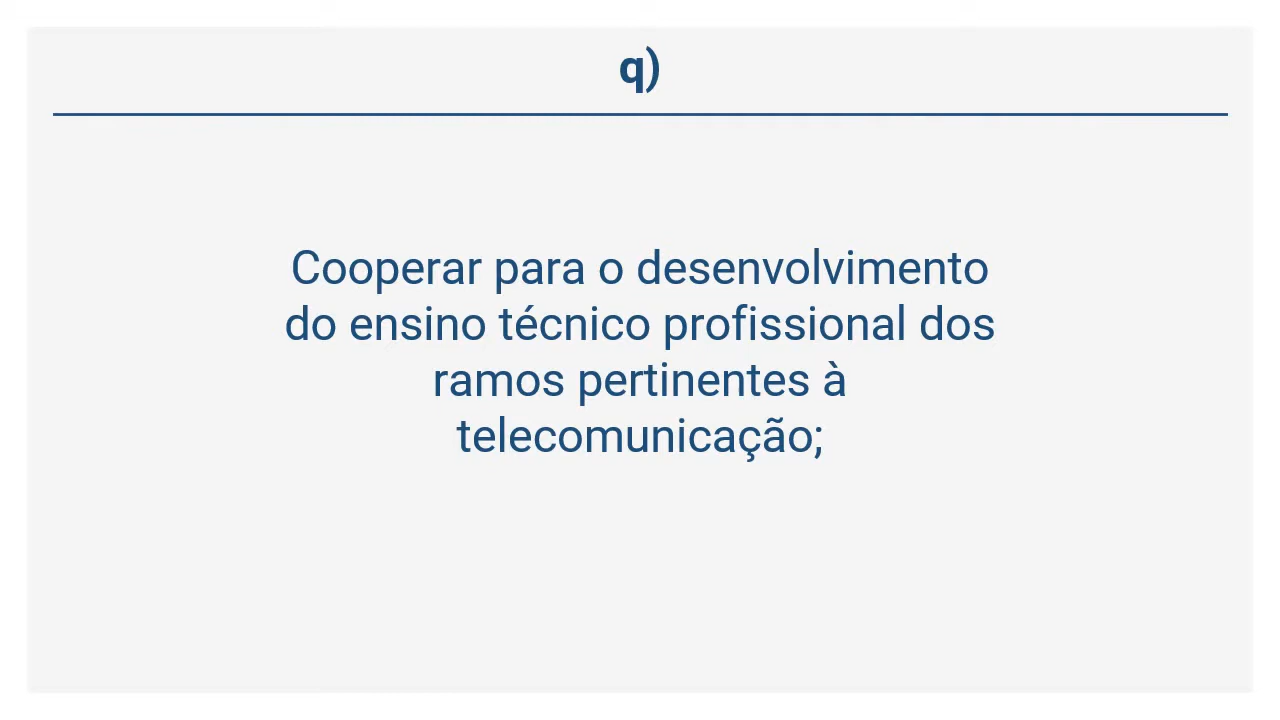 q)
Cooperar para o desenvolvimento
do ensino técnico profissional dos
ramos pertinentes à
telecomunicação;